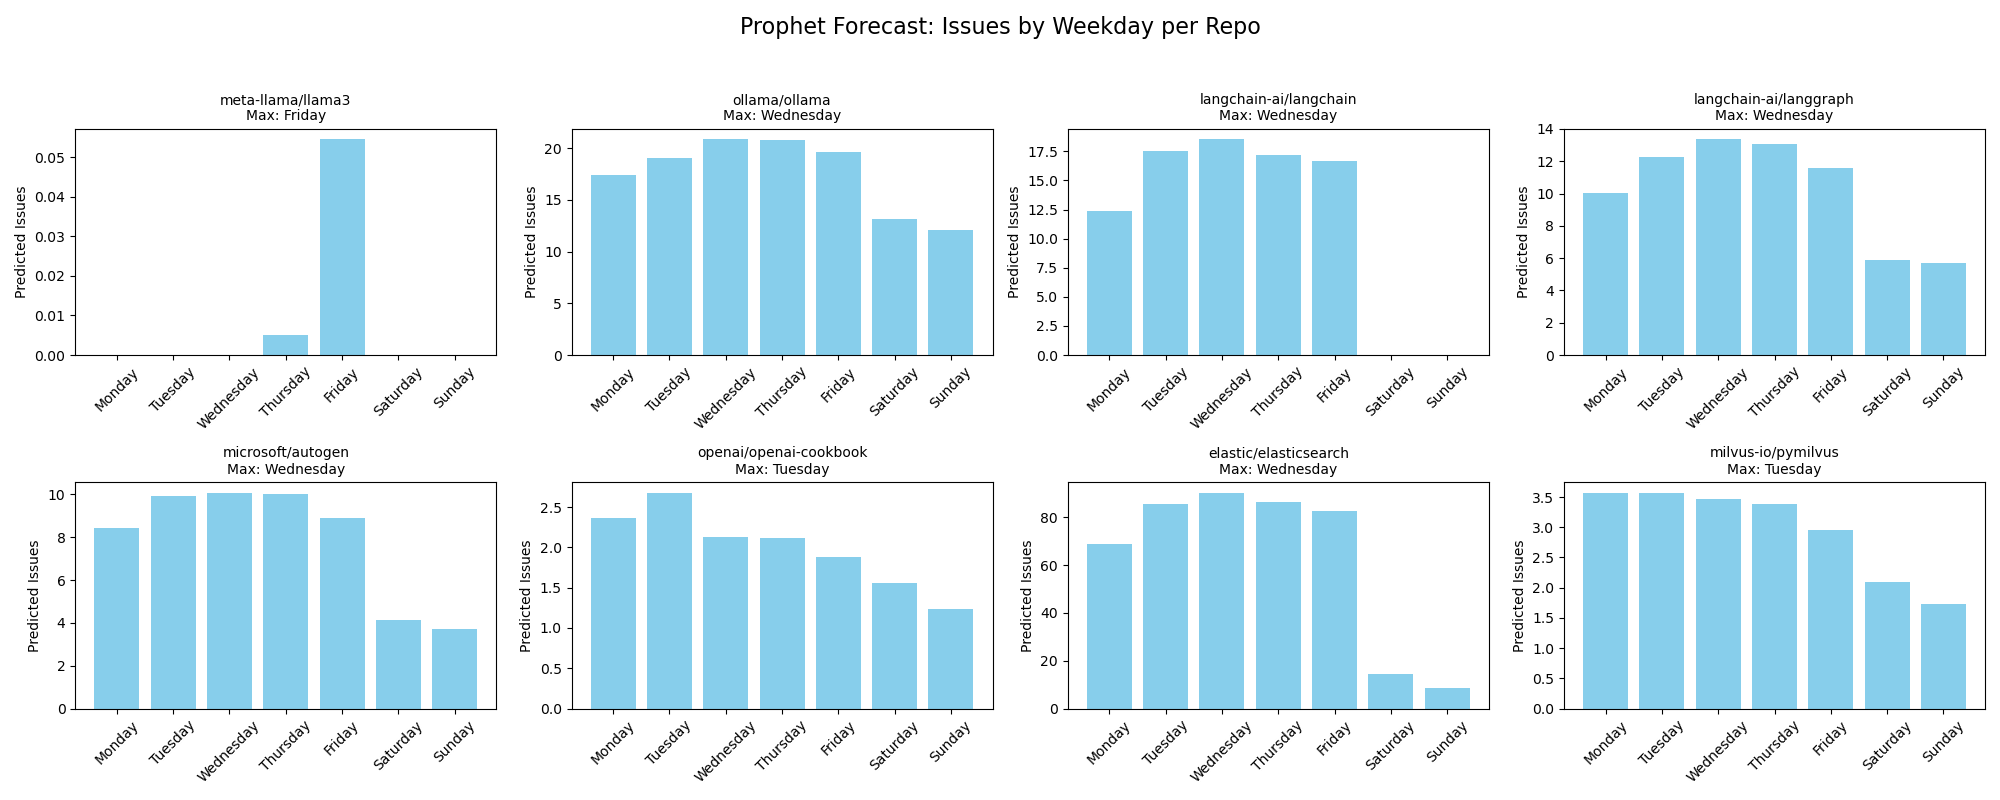 Prophet Forecast: Issues by Weekday per Repo
meta-llama/llama3
Max: Friday
Predicted Issues
0.05
0.04
0.03
0.02
0.01
0.00
Monday
Tuesday
Wednesday
Thursday
Friday
Saturday
Sunday
ollama/ollama
Max: Wednesday
Predicted Issues
20
15
10
5
0
Monday
Tuesday
Wednesday
Thursday
Friday
Saturday
Sunday
langchain-ai/langchain
Max: Wednesday
Predicted Issues
17.5
15.0
12.5
10.0
7.5
5.0
2.5
0.0
Monday
Tuesday
Wednesday
Thursday
Friday
Saturday
Sunday
langchain-ai/langgraph
Max: Wednesday
Predicted Issues
14
12
10
8
6
4
2
0
Monday
Tuesday
Wednesday
Thursday
Friday
Saturday
Sunday
microsoft/autogen
Max: Wednesday
Predicted Issues
10
8
6
4
2
0
Monday
Tuesday
Wednesday
Thursday
Friday
Saturday
Sunday
openai/openai-cookbook
Max: Tuesday
Predicted Issues
2.5
2.0
1.5
1.0
0.5
0.0
Monday
Tuesday
Wednesday
Thursday
Friday
Saturday
Sunday
elastic/elasticsearch
Max: Wednesday
Predicted Issues
80
60
40
20
0
Monday
Tuesday
Wednesday
Thursday
Friday
Saturday
Sunday
milvus-io/pymilvus
Max: Tuesday
Predicted Issues
3.5
3.0
2.5
2.0
1.5
1.0
0.5
0.0
Monday
Tuesday
Wednesday
Thursday
Friday
Saturday
Sunday